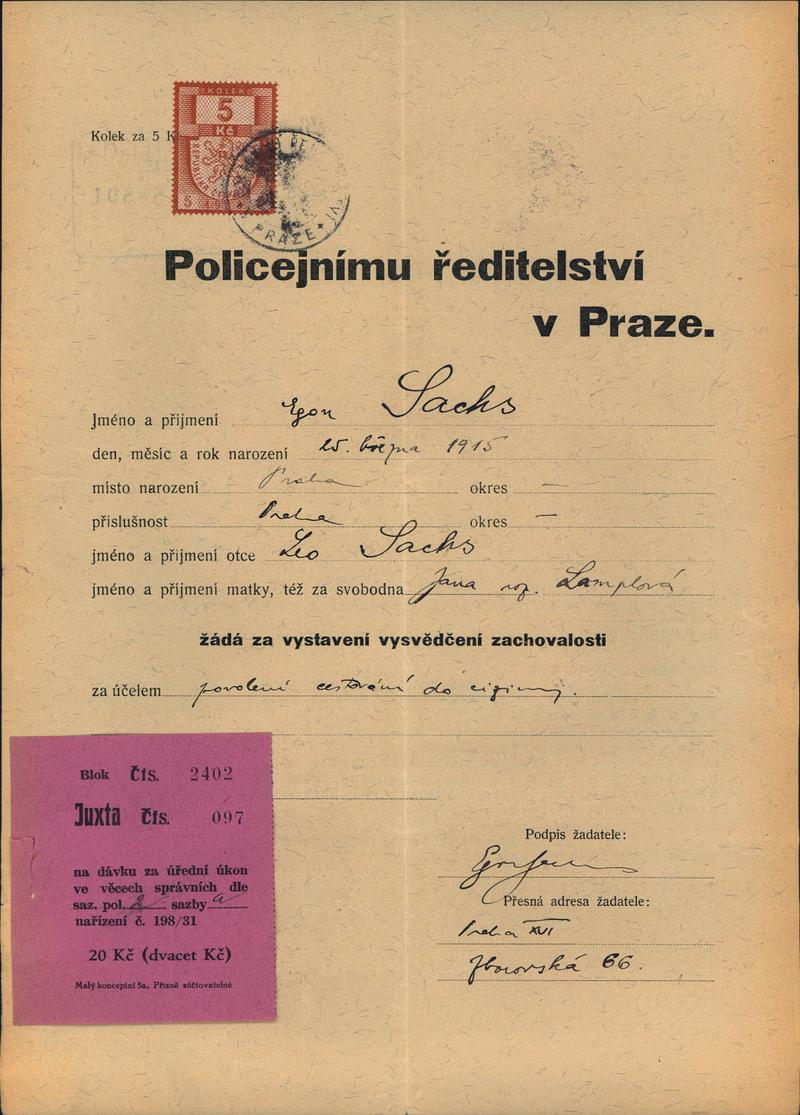 KOLEK
5
Kč
Kolek za 5 K
5
PRAZE
Policejnímu ředitelství
v Praze.
Jméno a příjmení Egon Sachs
den, měsíc a rok narození 25. března 1915
místo narození Praha okres —
příslušnost Praha okres —
jméno a příjmení otce Leo Sachs
jméno a příjmení matky, též za svobodna Jana roz. Lamplová
žádá za vystavení vysvědčení zachovalosti
za účelem povolení cestování do ciziny.
Blok Čís. 2402
Juxta Čís. 097
na dávku za úřední úkon
ve věcech správních dle
saz. pol. 2 sazby a
nařízení č. 198/31
20 Kč (dvacet Kč)
Malý konceptní 5a. Přísně súčtovatelné
Podpis žadatele:
Přesná adresa žadatele:
Praha XVI
66.